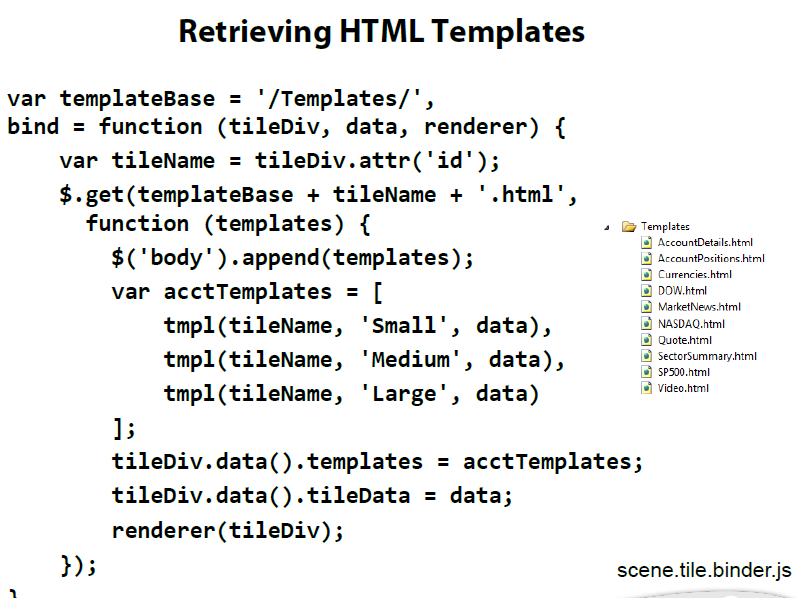 Retrieving HTML Templates
var templateBase = '/Templates/',
bind = function (tileDiv, data, renderer) {
    var tileName = tileDiv.attr('id');
    $.get(templateBase + tileName + '.html',
      function (templates) {
        $('body').append(templates);
        var acctTemplates = [
            tmpl(tileName, 'Small', data),
            tmpl(tileName, 'Medium', data),
            tmpl(tileName, 'Large', data)
        ];
        tileDiv.data().templates = acctTemplates;
        tileDiv.data().tileData = data;
        renderer(tileDiv);
    });
}
Templates
AccountDetails.html
AccountPositions.html
Currencies.html
DOW.html
MarketNews.html
NASDAQ.html
Quote.html
SectorSummary.html
SP500.html
Video.html
scene.tile.binder.js